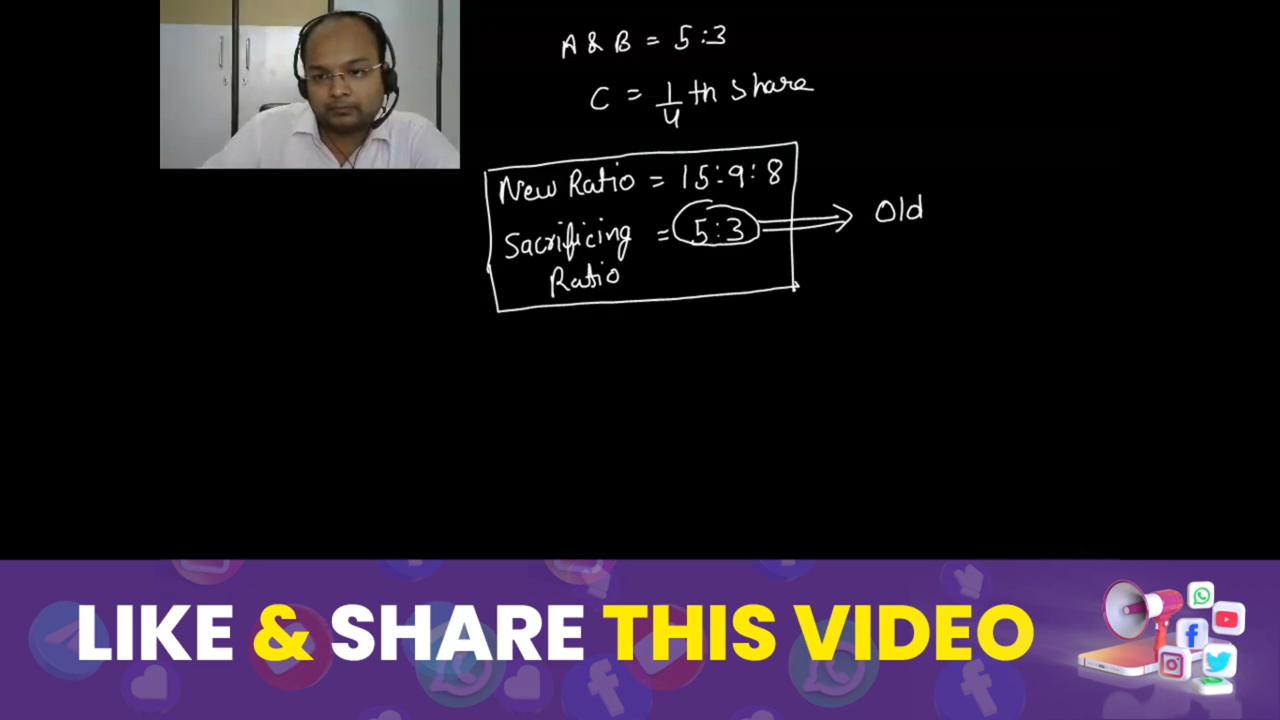 A & B = 5:3
C = 1/4 th share
New Ratio = 15:9:8
Sacrificing = 5:3 Old
Ratio
LIKE & SHARE THIS VIDEO